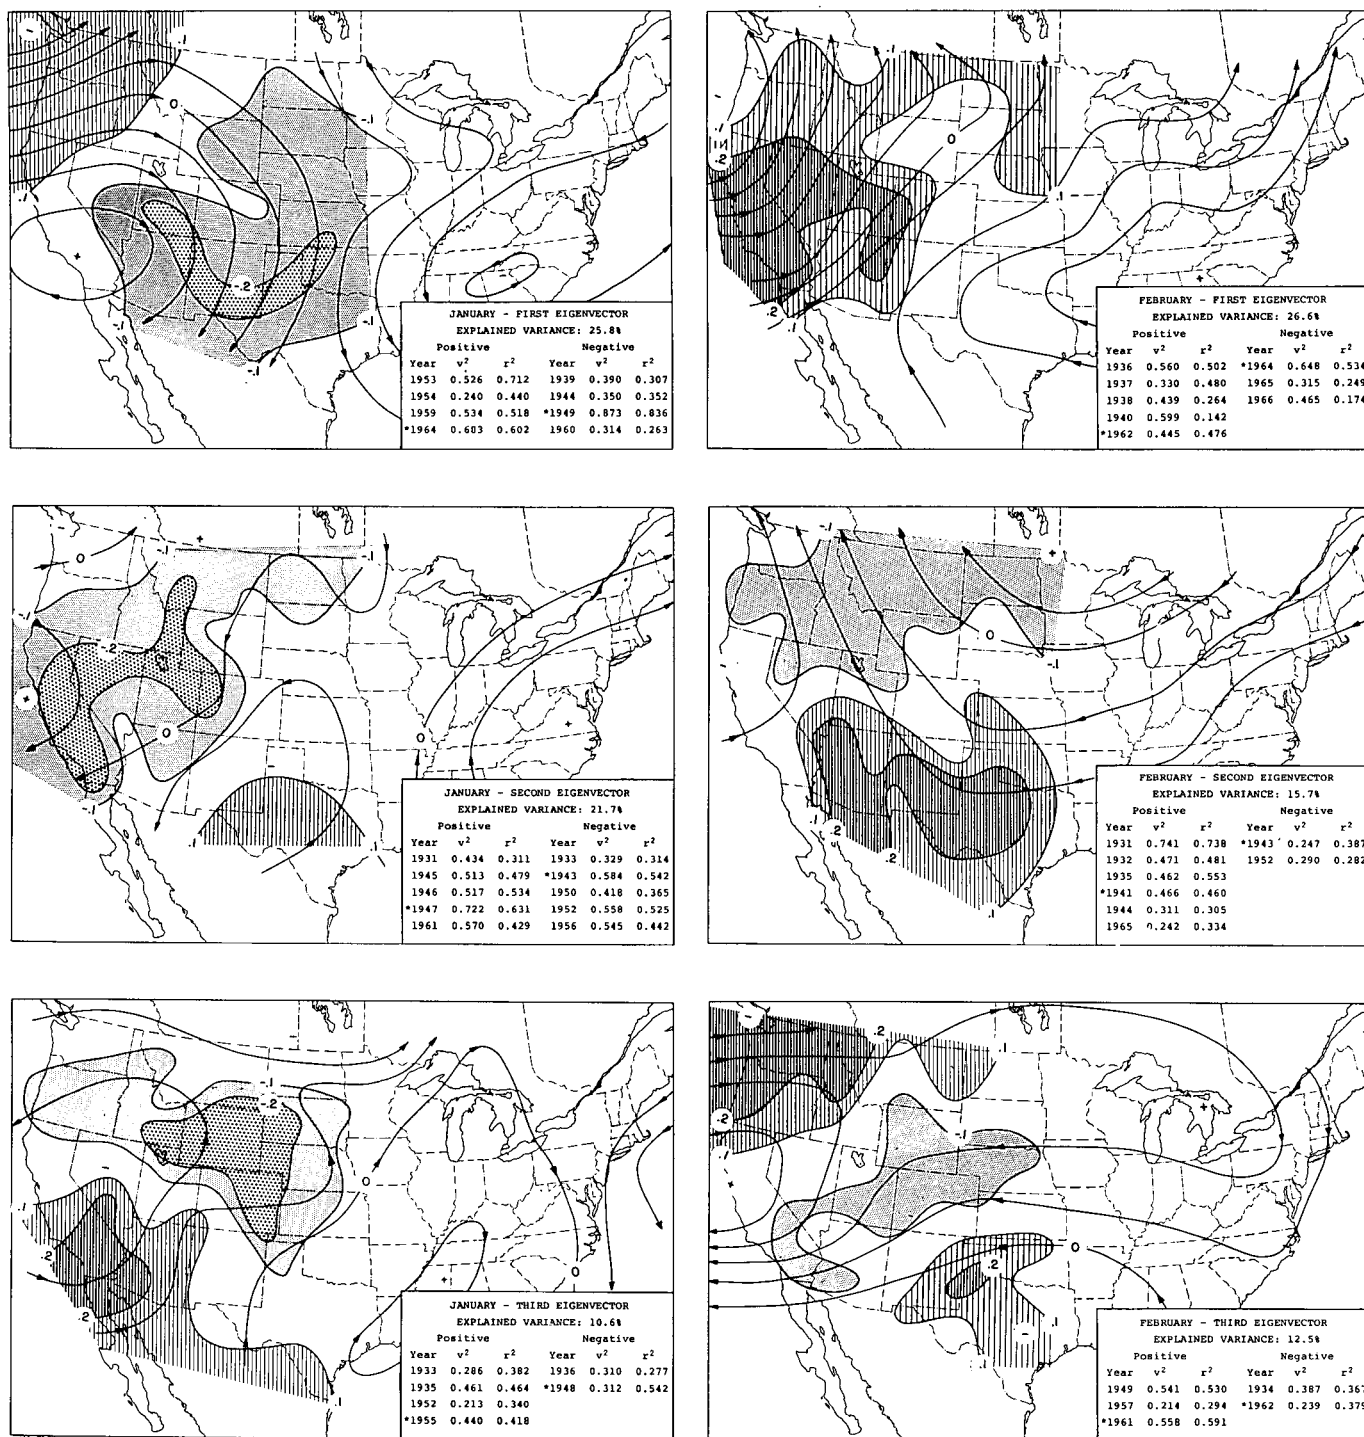 JANUARY - FIRST EIGENVECTOR
EXPLAINED VARIANCE: 25.8%
Positive Negative
Year v² r² Year v² r²
1953 0.526 0.712 1939 0.390 0.307
1954 0.240 0.440 1944 0.350 0.352
1959 0.534 0.518 *1949 0.873 0.836
*1964 0.603 0.602 1960 0.314 0.263
FEBRUARY - FIRST EIGENVECTOR
EXPLAINED VARIANCE: 26.6%
Positive Negative
Year v² r² Year v² r²
1936 0.560 0.502 *1964 0.648 0.534
1937 0.330 0.480 1965 0.315 0.249
1938 0.439 0.264 1966 0.465 0.174
1940 0.599 0.142
*1962 0.445 0.476
JANUARY - SECOND EIGENVECTOR
EXPLAINED VARIANCE: 21.7%
Positive Negative
Year v² r² Year v² r²
1931 0.434 0.311 1933 0.329 0.314
1945 0.513 0.479 *1943 0.584 0.542
1946 0.517 0.534 1950 0.418 0.365
*1947 0.722 0.631 1952 0.558 0.525
1961 0.570 0.429 1956 0.545 0.442
FEBRUARY - SECOND EIGENVECTOR
EXPLAINED VARIANCE: 15.7%
Positive Negative
Year v² r² Year v² r²
1931 0.741 0.738 *1943 0.247 0.387
1932 0.471 0.481 1952 0.290 0.282
1935 0.462 0.553
*1941 0.466 0.460
1944 0.311 0.305
1965 0.242 0.334
JANUARY - THIRD EIGENVECTOR
EXPLAINED VARIANCE: 10.6%
Positive Negative
Year v² r² Year v² r²
1933 0.286 0.382 1936 0.310 0.277
1935 0.461 0.464 *1948 0.312 0.542
1952 0.213 0.340
*1955 0.440 0.418
FEBRUARY - THIRD EIGENVECTOR
EXPLAINED VARIANCE: 12.5%
Positive Negative
Year v² r² Year v² r²
1949 0.541 0.530 1934 0.387 0.367
1957 0.214 0.294 *1962 0.239 0.379
*1961 0.558 0.591